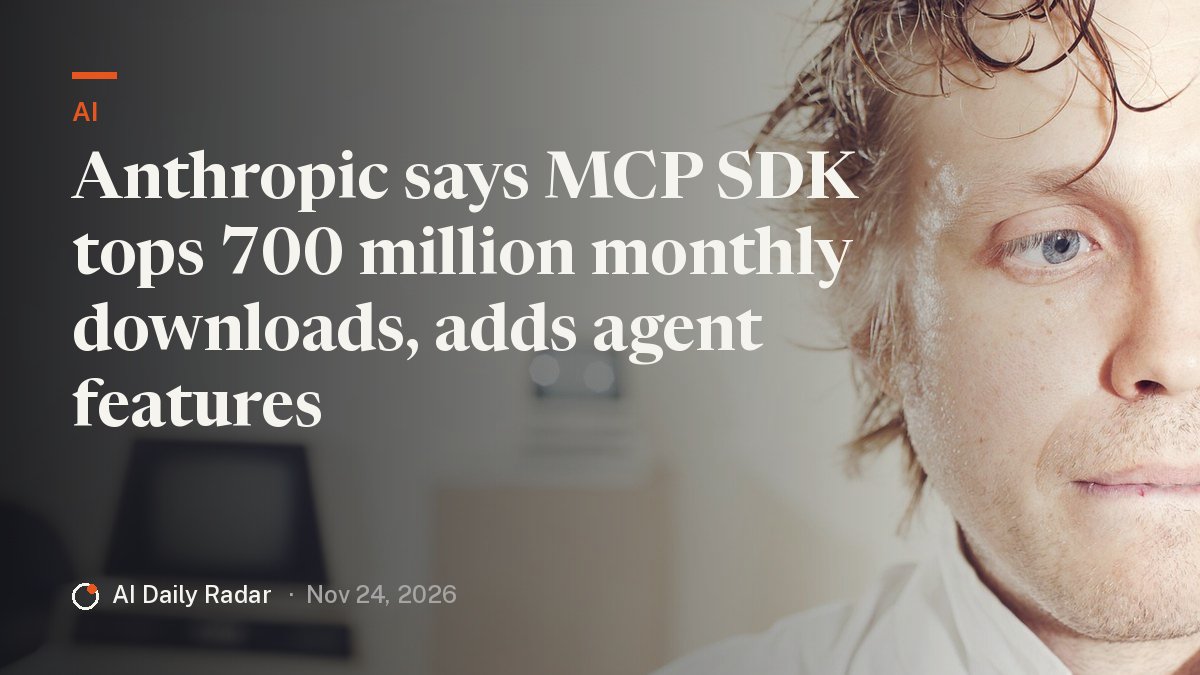 AI
Anthropic says MCP SDK
tops 700 million monthly
downloads, adds agent
features
AI Daily Radar · Nov 24, 2026